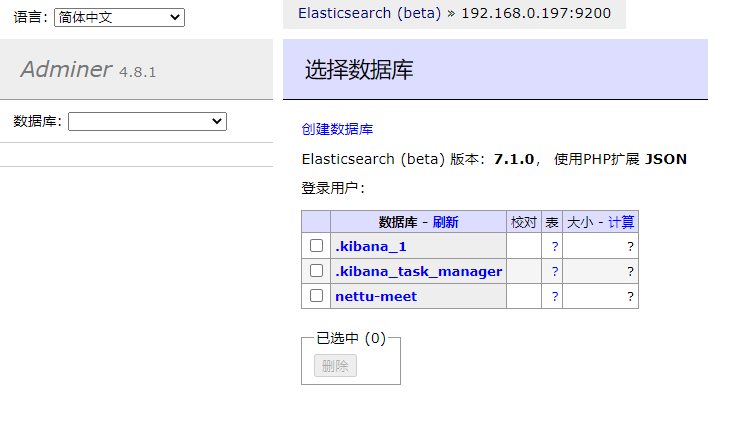 语言: 简体中文
Adminer 4.8.1
数据库:
Elasticsearch (beta) » 192.168.0.197:9200
选择数据库
创建数据库
Elasticsearch (beta) 版本: 7.1.0, 使用PHP扩展 JSON
登录用户:
数据库 - 刷新 校对 表 大小 - 计算
.kibana_1 ? ?
.kibana_task_manager ? ?
nettu-meet ? ?
已选中 (0)
删除